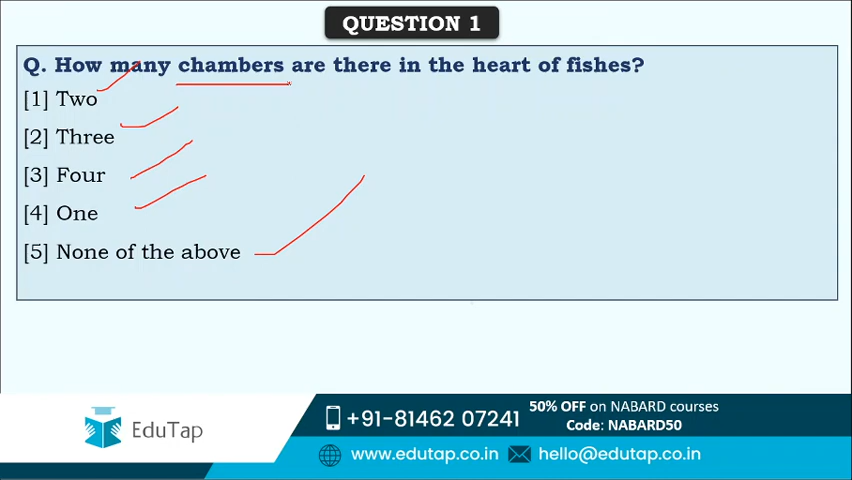 QUESTION 1
Q. How many chambers are there in the heart of fishes?
[1] Two
[2] Three
[3] Four
[4] One
[5] None of the above
EduTap
+91-81462 07241
50% OFF on NABARD courses
Code: NABARD50
www.edutap.co.in
hello@edutap.co.in